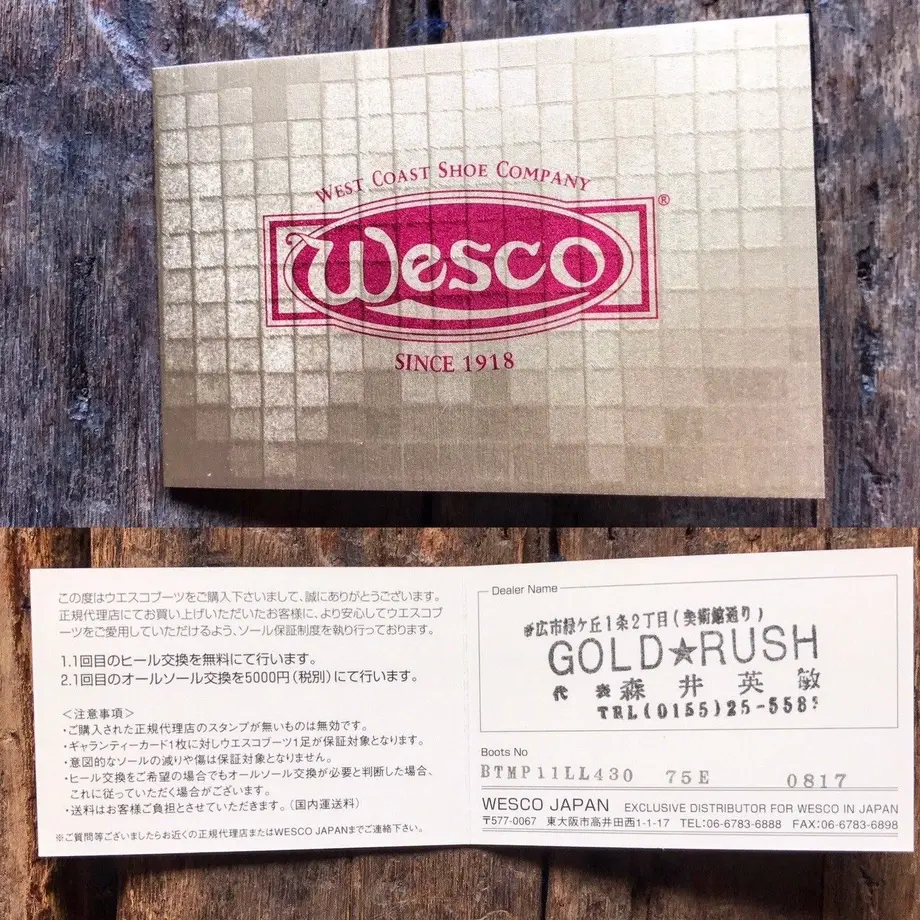 WEST COAST SHOE COMPANY
Wesco®
SINCE 1918
この度はウエスコブーツをご購入下さいまして、誠にありがとうございます。
正規代理店にてお買い上げいただいたお客様に、より安心してウエスコブ
ーツをご愛用していただけるよう、ソール保証制度を執り行っております。
1.1回目のヒール交換を無料にて行います。
2.1回目のオールソール交換を5000円(税別)にて行います。
<注意事項>
・ご購入された正規代理店のスタンプが無いものは無効です。
・ギャランティーカード1枚に対しウエスコブーツ1足が保証対象となります。
・意図的なソールの減りや傷は保証対象となりません。
・ヒール交換をご希望の場合でもオールソール交換が必要と判断した場合、
これに従っていただく場合がございます。
・送料はお客様ご負担とさせていただきます。(国内運送料)
※ご質問等ございましたらお近くの正規代理店またはWESCO JAPANまでご連絡下さい。
Dealer Name
広市緑ケ丘1条2丁目(美術館通り)
GOLD★RUSH
代表 森井英敏
TEL(0155)25-558
Boots No
BTMP11LL430 75E 0817
WESCO JAPAN EXCLUSIVE DISTRIBUTOR FOR WESCO IN JAPAN
〒577-0067 東大阪市高井田西1-1-17 TEL:06-6783-6888 FAX:06-6783-6898